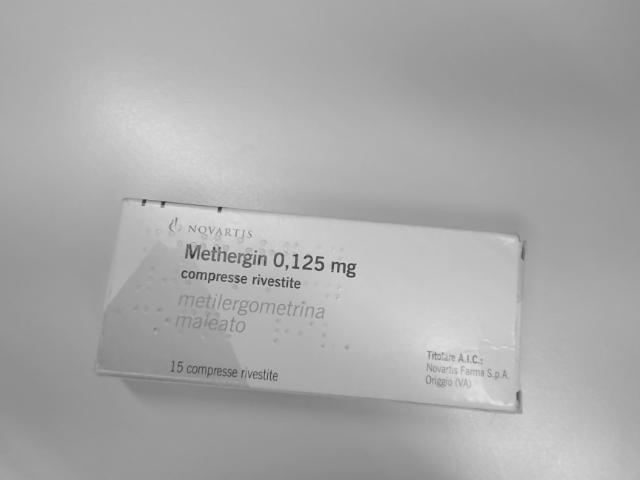 NOVARTIS
Methergin 0,125 mg
compresse rivestite
metilergometrina
maleato
15 compresse rivestite
Titolare A.I.C.:
Novartis Farma S.p.A.
Origgio (VA)